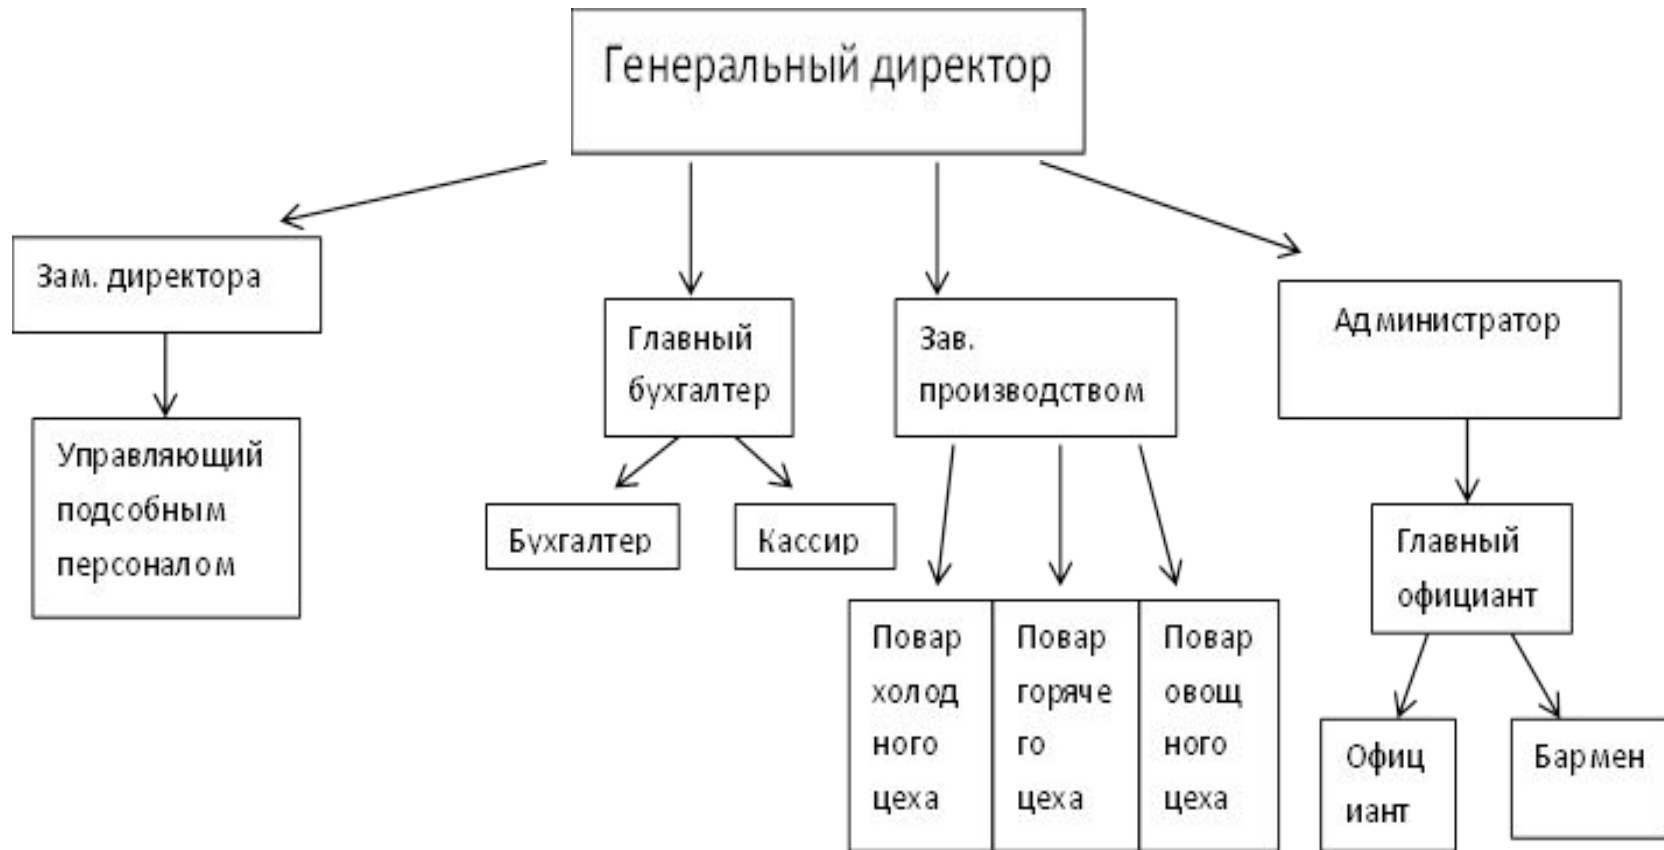 Генеральный директор
Зам. директора
Главный
бухгалтер
Зав.
производством
Администратор
Управляющий
подсобным
персоналом
Бухгалтер
Кассир
Главный
официант
Повар
холод
ного
цеха
Повар
горяче
го
цеха
Повар
овощ
ного
цеха
Офиц
иант
Бармен